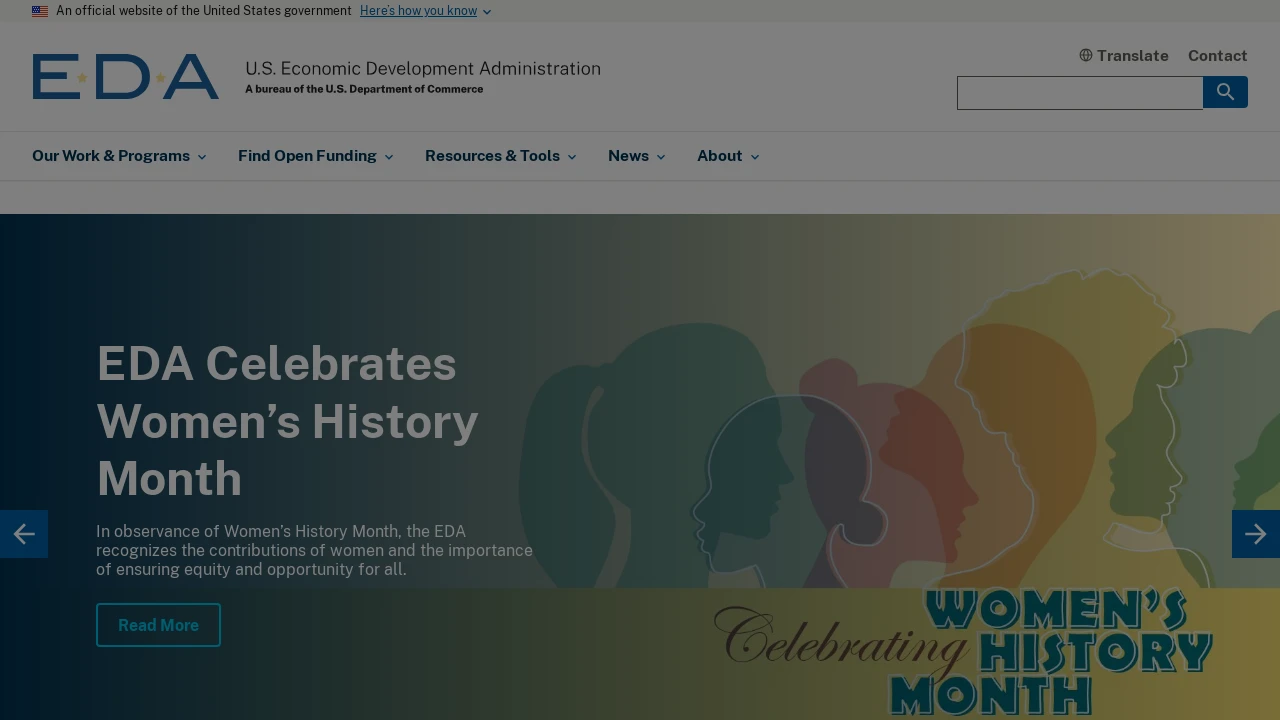 An official website of the United States government Here's how you know
Translate Contact
EDA
U.S. Economic Development Administration
A bureau of the U.S. Department of Commerce
Our Work & Programs Find Open Funding Resources & Tools News About
EDA Celebrates
Women’s History
Month
In observance of Women’s History Month, the EDA
recognizes the contributions of women and the importance
of ensuring equity and opportunity for all.
Read More
Celebrating
WOMEN'S
HISTORY
MONTH